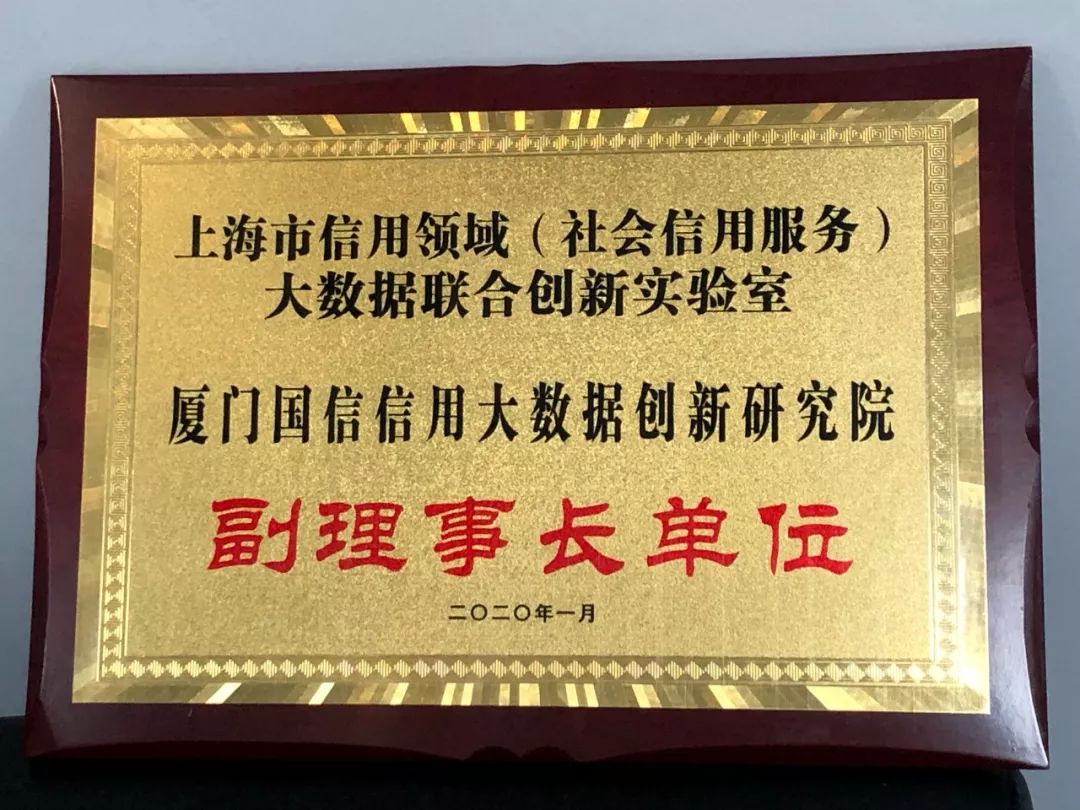 上海市信用领域（社会信用服务）
大数据联合创新实验室
厦门国信信用大数据创新研究院
副理事长单位
二〇二〇年一月